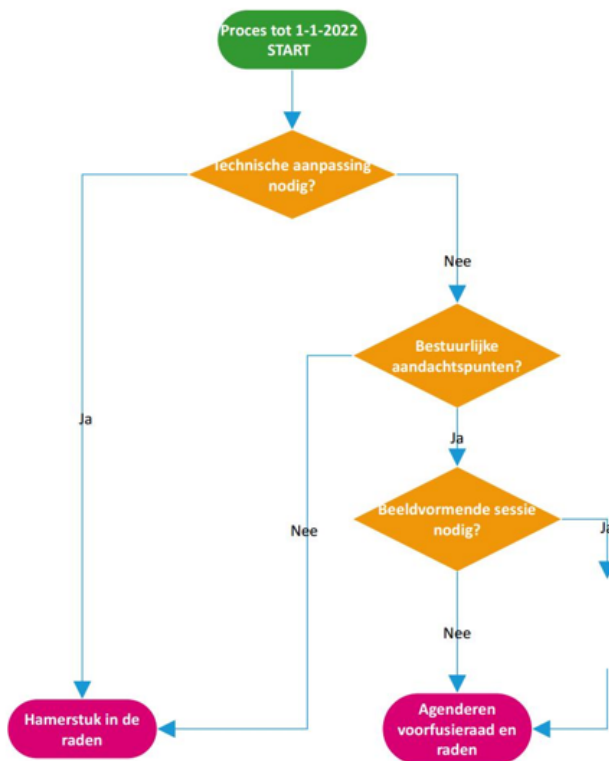 Proces tot 1-1-2022
START
Technische aanpassing
nodig?
Nee
Bestuurlijke
aandachtspunten?
Ja
Ja
Beeldvormende sessie
nodig?
Nee
Ja
Nee
Hamerstuk in de
raden
Agenderen
voorfusieraad en
raden